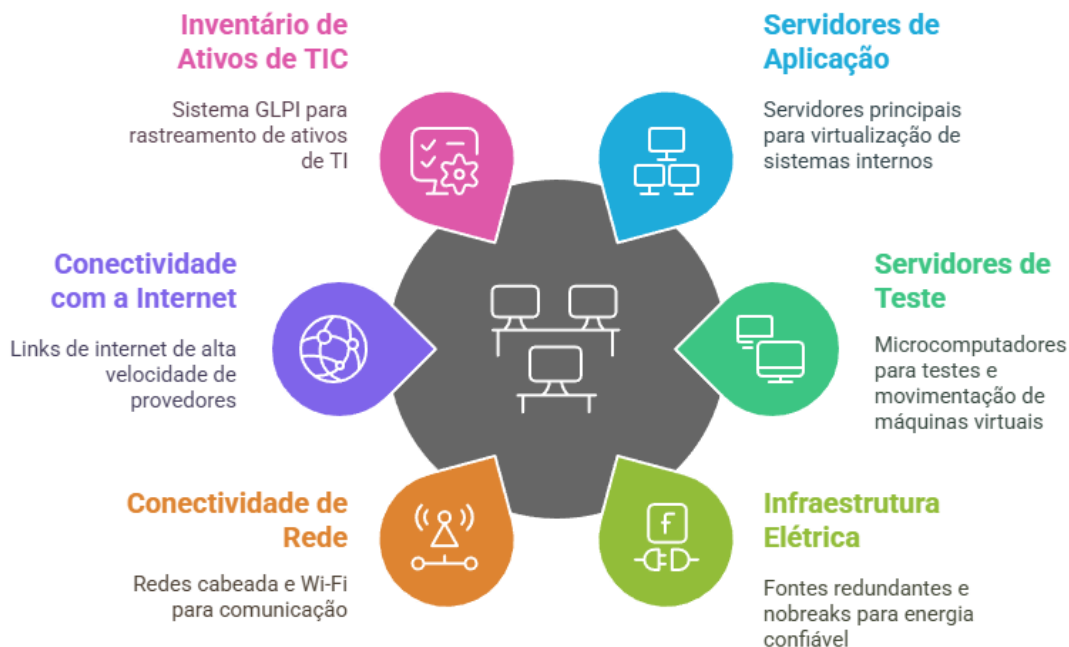 Inventário de
Ativos de TIC
Sistema GLPI para
rastreamento de ativos
de TI
Servidores de
Aplicação
Servidores principais
para virtualização de
sistemas internos
Conectividade
com a Internet
Links de internet de alta
velocidade de
provedores
Servidores de
Teste
Microcomputadores
para testes e
movimentação de
máquinas virtuais
Conectividade de
Rede
Redes cabeada e Wi-Fi
para comunicação
Infraestrutura
Elétrica
Fontes redundantes e
nobreaks para energia
confiável